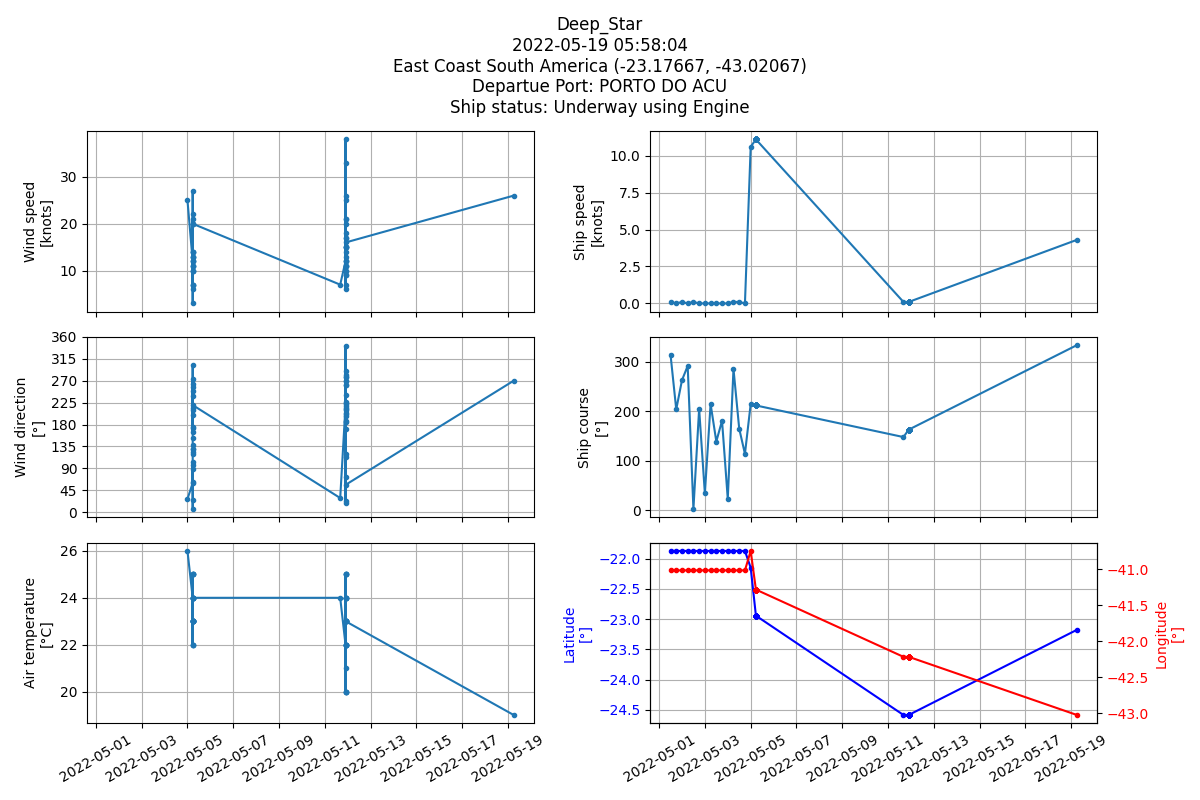 Deep_Star
2022-05-19 05:58:04
East Coast South America (-23.17667, -43.02067)
Departue Port: PORTO DO ACU
Ship status: Underway using Engine
Wind speed
[knots]
30
20
10
Ship speed
[knots]
10.0
7.5
5.0
2.5
0.0
Wind direction
[°]
360
315
270
225
180
135
90
45
0
Ship course
[°]
300
200
100
0
Air temperature
[°C]
26
24
22
20
2022-05-01 2022-05-03 2022-05-05 2022-05-07 2022-05-09 2022-05-11 2022-05-13 2022-05-15 2022-05-17 2022-05-19
Latitude
[°]
−22.0
−22.5
−23.0
−23.5
−24.0
−24.5
−41.0
−41.5
−42.0
−42.5
−43.0
Longitude
[°]
2022-05-01 2022-05-03 2022-05-05 2022-05-07 2022-05-09 2022-05-11 2022-05-13 2022-05-15 2022-05-17 2022-05-19